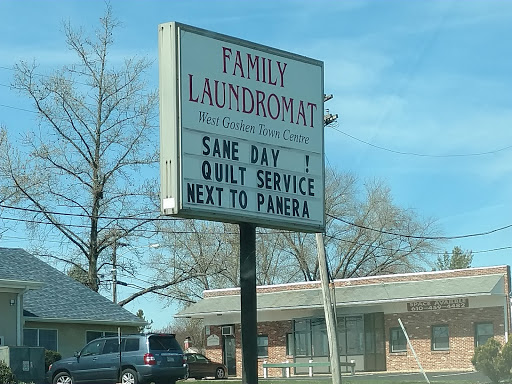 FAMILY
LAUNDROMAT
West Goshen Town Centre
SANE DAY !
QUILT SERVICE
NEXT TO PANERA